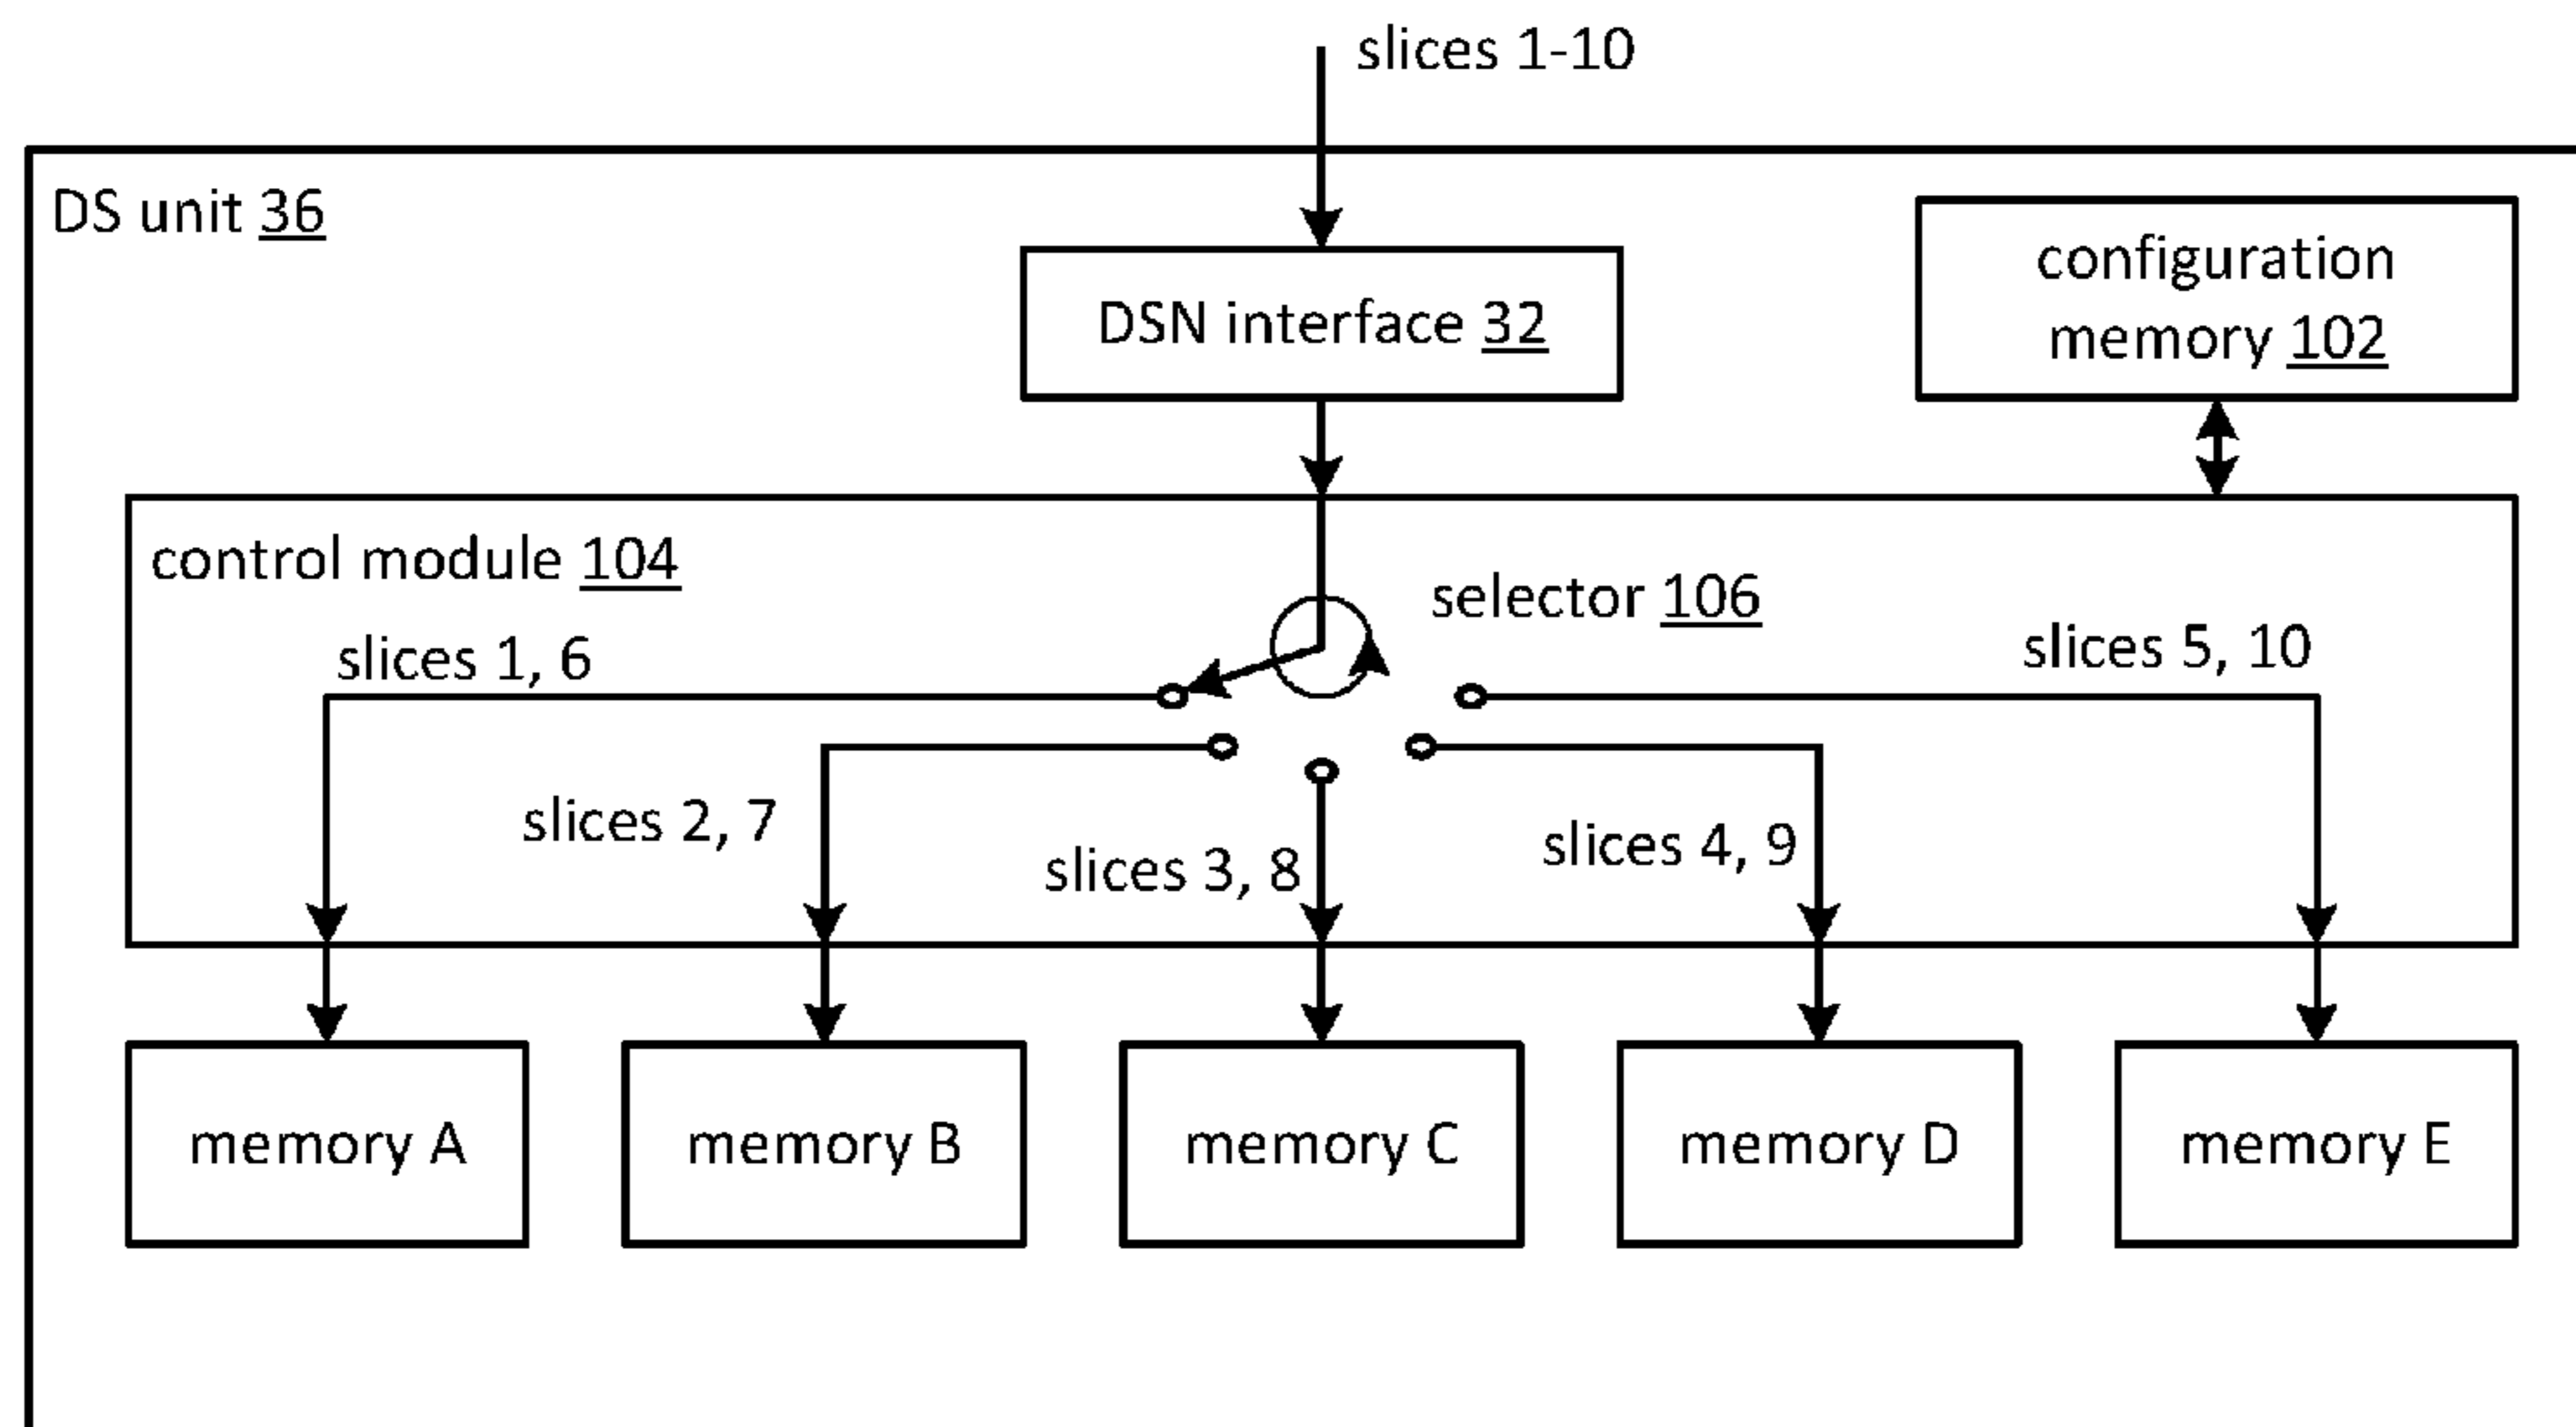 slices 1-10
DS unit 36
DSN interface 32
configuration
memory 102
control module 104
selector 106
slices 1, 6
slices 5, 10
slices 2, 7
slices 3, 8
slices 4, 9
memory A
memory B
memory C
memory D
memory E